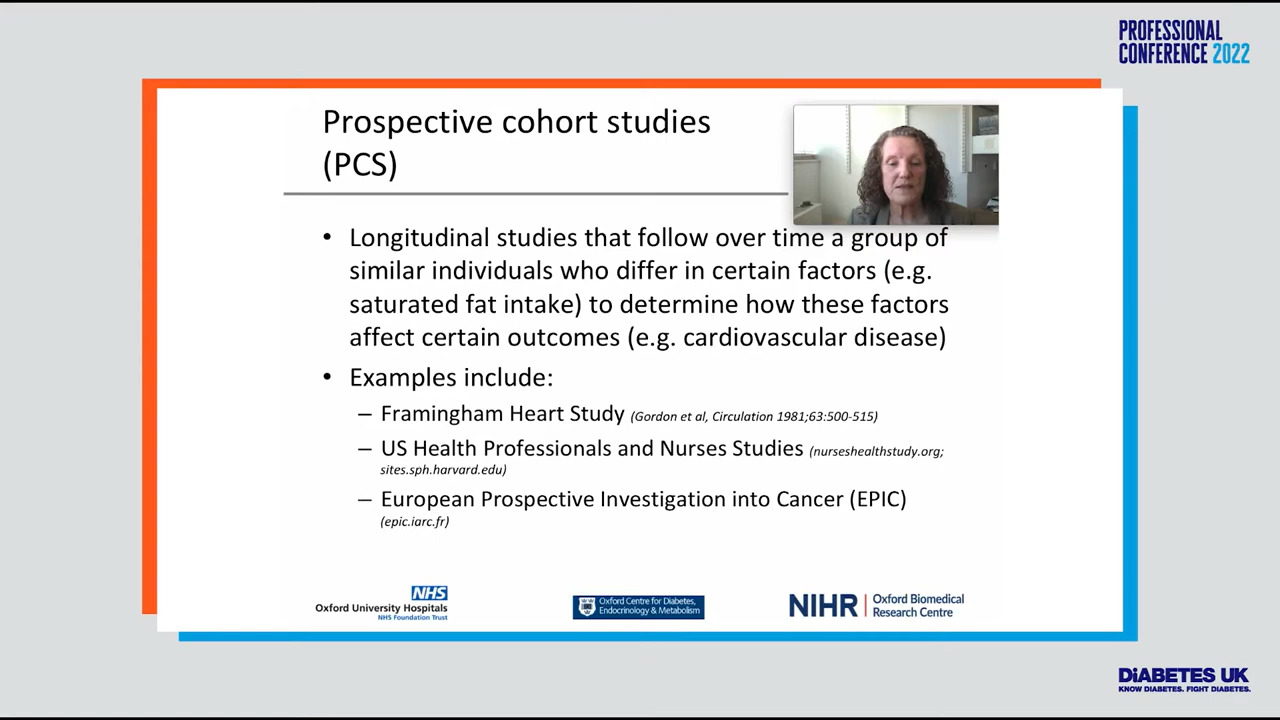 PROFESSIONAL
CONFERENCE 2022
Prospective cohort studies
(PCS)
• Longitudinal studies that follow over time a group of
similar individuals who differ in certain factors (e.g.
saturated fat intake) to determine how these factors
affect certain outcomes (e.g. cardiovascular disease)
• Examples include:
– Framingham Heart Study (Gordon et al, Circulation 1981;63:500-515)
– US Health Professionals and Nurses Studies (nurseshealthstudy.org;
sites.sph.harvard.edu)
– European Prospective Investigation into Cancer (EPIC)
(epic.iarc.fr)
NHS
Oxford University Hospitals
NHS Foundation Trust
Oxford Centre for Diabetes,
Endocrinology & Metabolism
NIHR | Oxford Biomedical
Research Centre
DiABETES UK
KNOW DIABETES. FIGHT DIABETES.